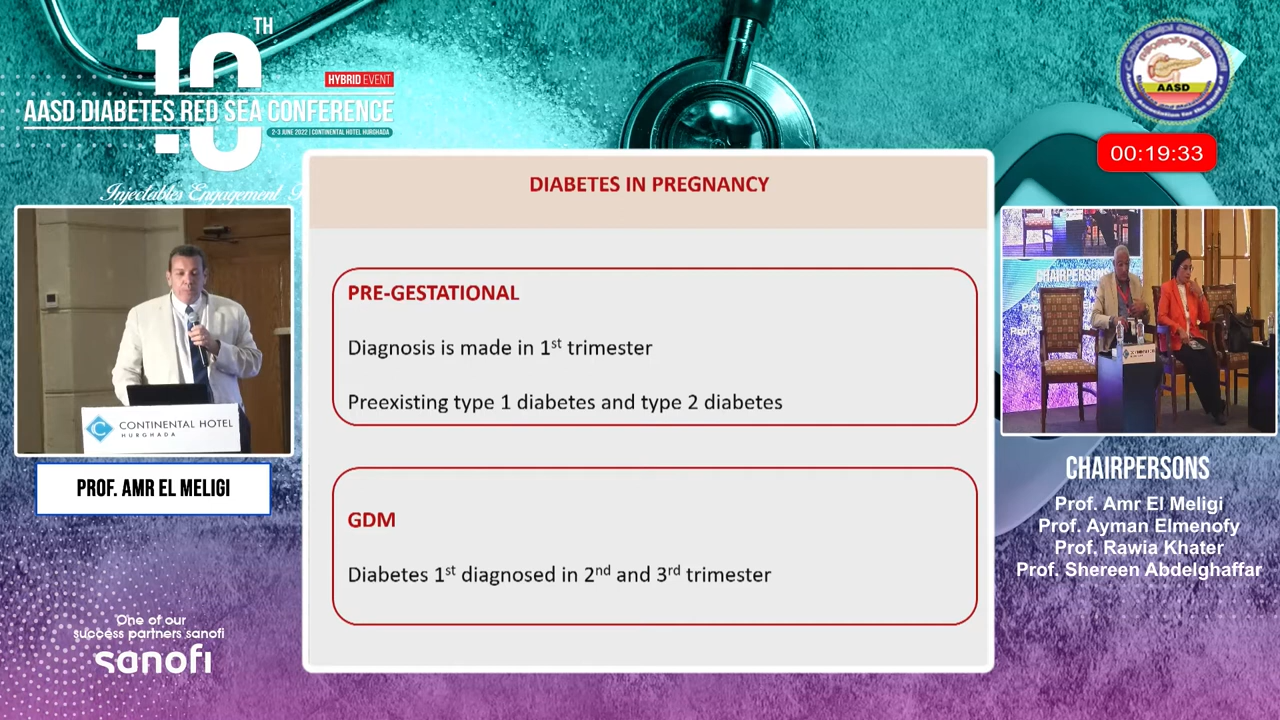 10TH
HYBRID EVENT
AASD DIABETES RED SEA CONFERENCE
2-3 JUNE 2022 | CONTINENTAL HOTEL HURGHADA
Injectables Engagement
AASD
00:19:33
DIABETES IN PREGNANCY
PRE-GESTATIONAL
Diagnosis is made in 1st trimester
Preexisting type 1 diabetes and type 2 diabetes
GDM
Diabetes 1st diagnosed in 2nd and 3rd trimester
CONTINENTAL HOTEL
HURGHADA
PROF. AMR EL MELIGI
CHAIRPERSONS
CHAIRPERSONS
Prof. Amr El Meligi
Prof. Ayman Elmenofy
Prof. Rawia Khater
Prof. Shereen Abdelghaffar
One of our
success partners sanofi
sanofi